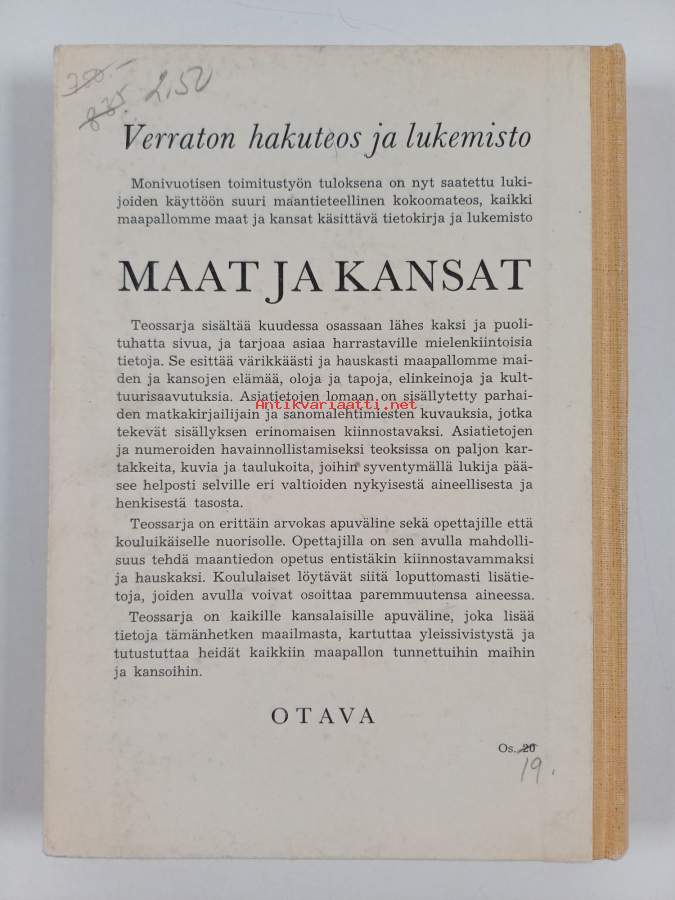 750.-
875. 2,50
Verraton hakuteos ja lukemisto
Monivuotisen toimitustyön tuloksena on nyt saatettu luki-
joiden käyttöön suuri maantieteellinen kokoomateos, kaikki
maapallomme maat ja kansat käsittävä tietokirja ja lukemisto
MAAT JA KANSAT
Teossarja sisältää kuudessa osassaan lähes kaksi ja puoli-
tuhatta sivua, ja tarjoaa asiaa harrastaville mielenkiintoisia
tietoja. Se esittää värikkäästi ja hauskasti maapallomme mai-
den ja kansojen elämää, oloja ja tapoja, elinkeinoja ja kult-
tuurisaavutuksia. Asiatietojen lomaan on sisällytetty parhai-
Antikvariaatti.net
den matkakirjailijain ja sanomalehtimiesten kuvauksia, jotka
tekevät sisällyksen erinomaisen kiinnostavaksi. Asiatietojen
ja numeroiden havainnollistamiseksi teoksissa on paljon kar-
takkeita, kuvia ja taulukoita, joihin syventymällä lukija pää-
see helposti selville eri valtioiden nykyisestä aineellisesta ja
henkisestä tasosta.
Teossarja on erittäin arvokas apuväline sekä opettajille että
kouluikäiselle nuorisolle. Opettajilla on sen avulla mahdolli-
suus tehdä maantiedon opetus entistäkin kiinnostavammaksi
ja hauskaksi. Koululaiset löytävät siitä loputtomasti lisätie-
toja, joiden avulla voivat osoittaa paremmuutensa aineessa.
Teossarja on kaikille kansalaisille apuväline, joka lisää
tietoja tämänhetken maailmasta, kartuttaa yleissivistystä ja
tutustuttaa heidät kaikkiin maapallon tunnettuihin maihin
ja kansoihin.
OTAVA
Os. 20
19.